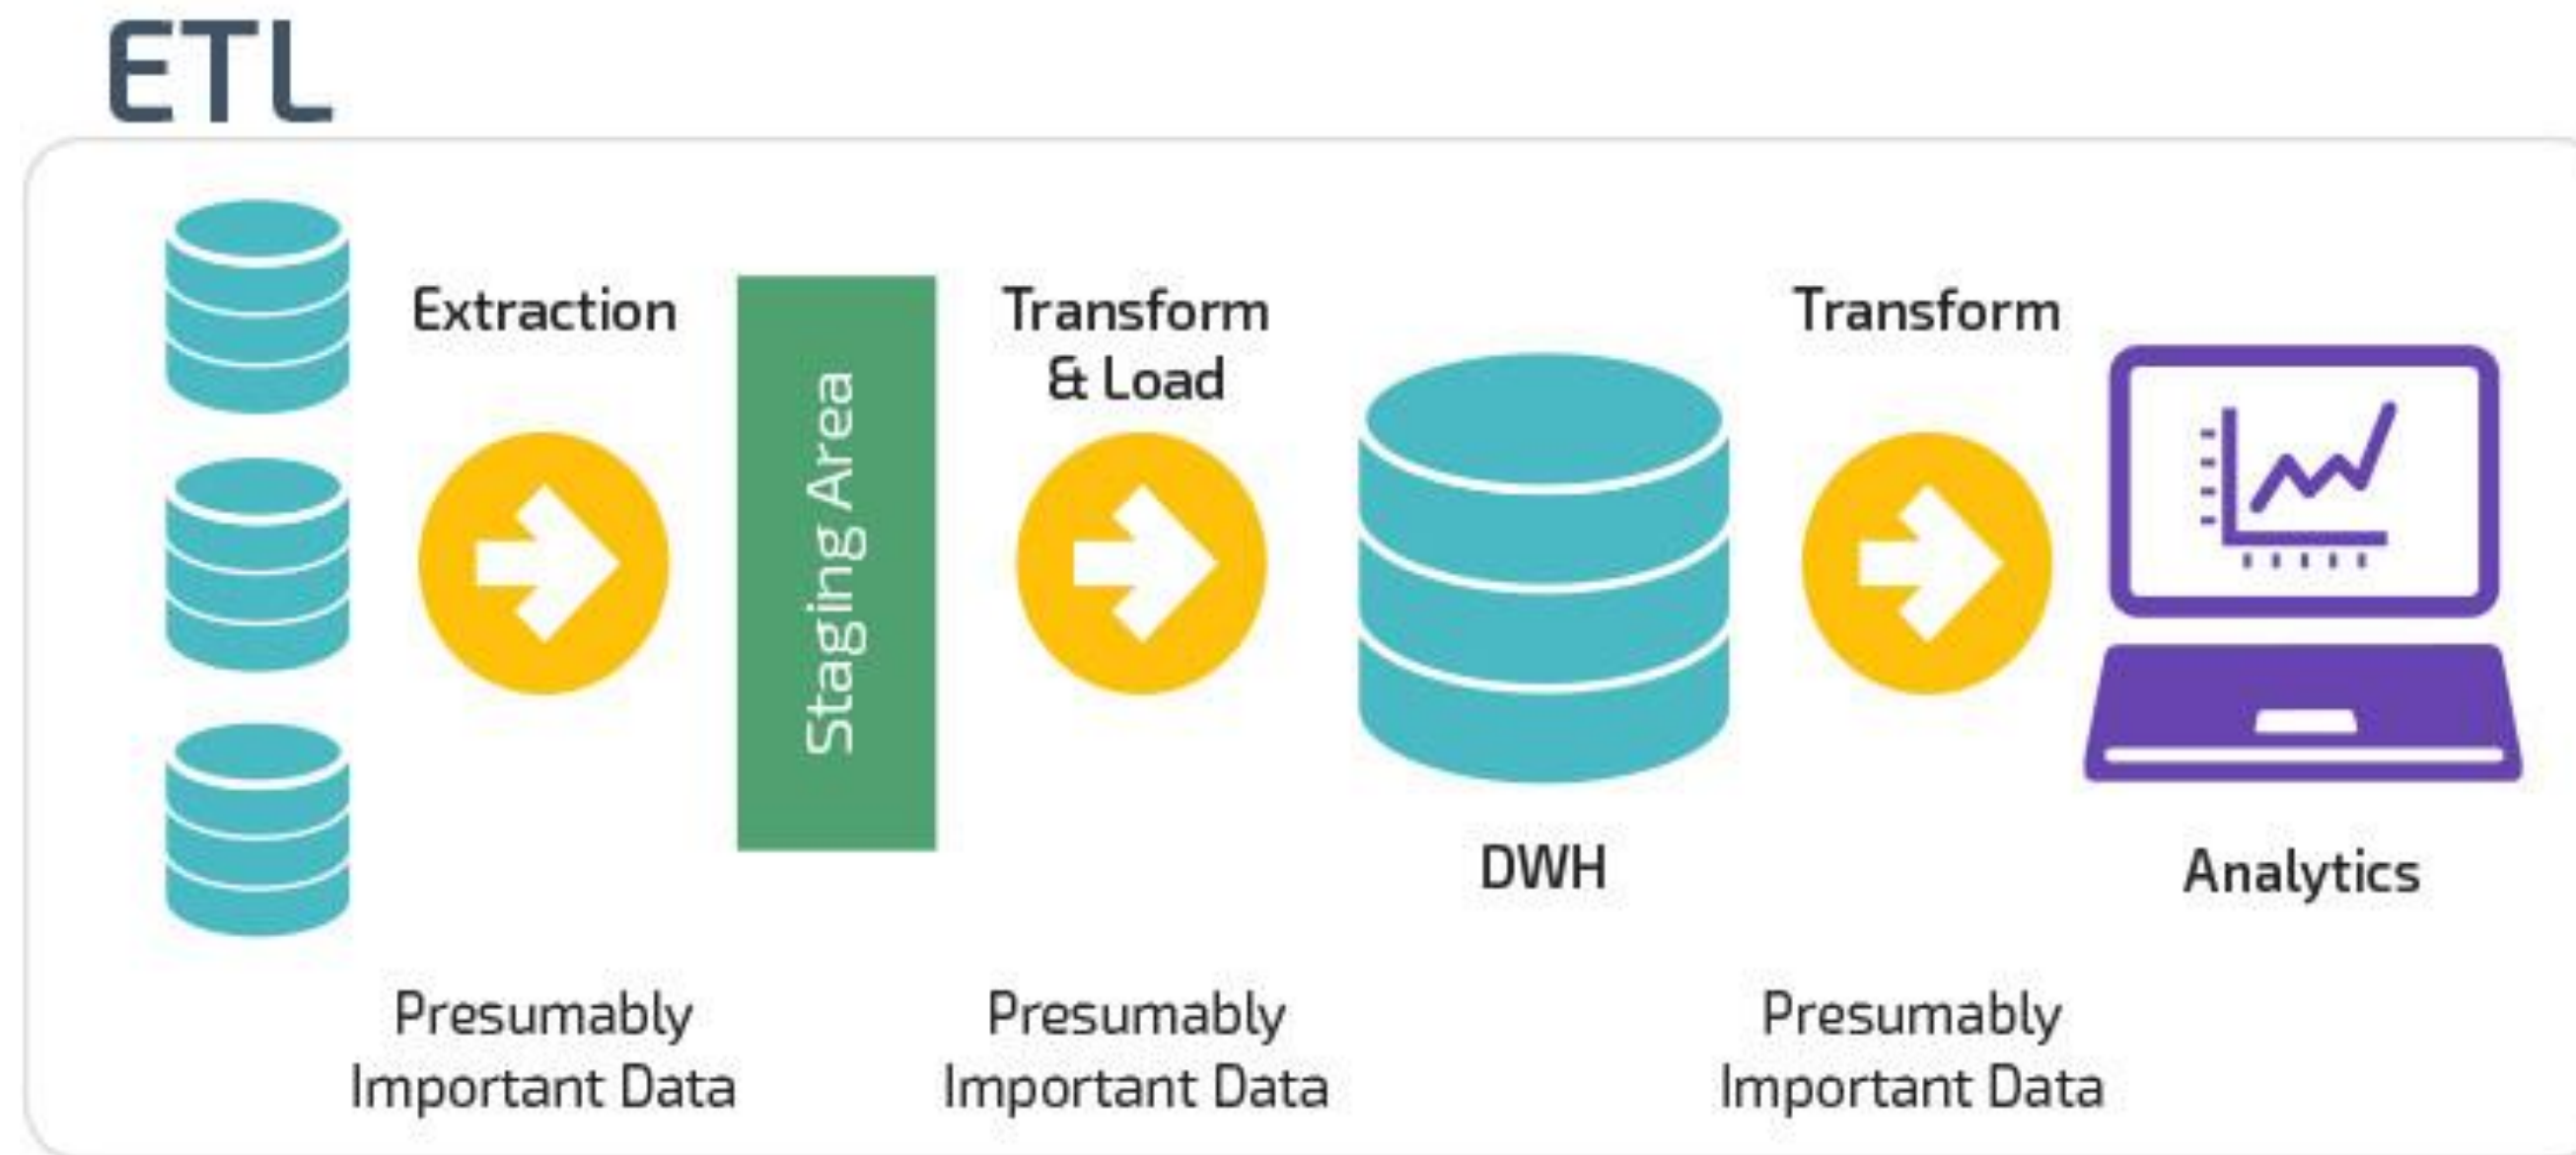 ETL
Extraction
Staging Area
Transform
& Load
Transform
DWH
Analytics
Presumably
Important Data
Presumably
Important Data
Presumably
Important Data